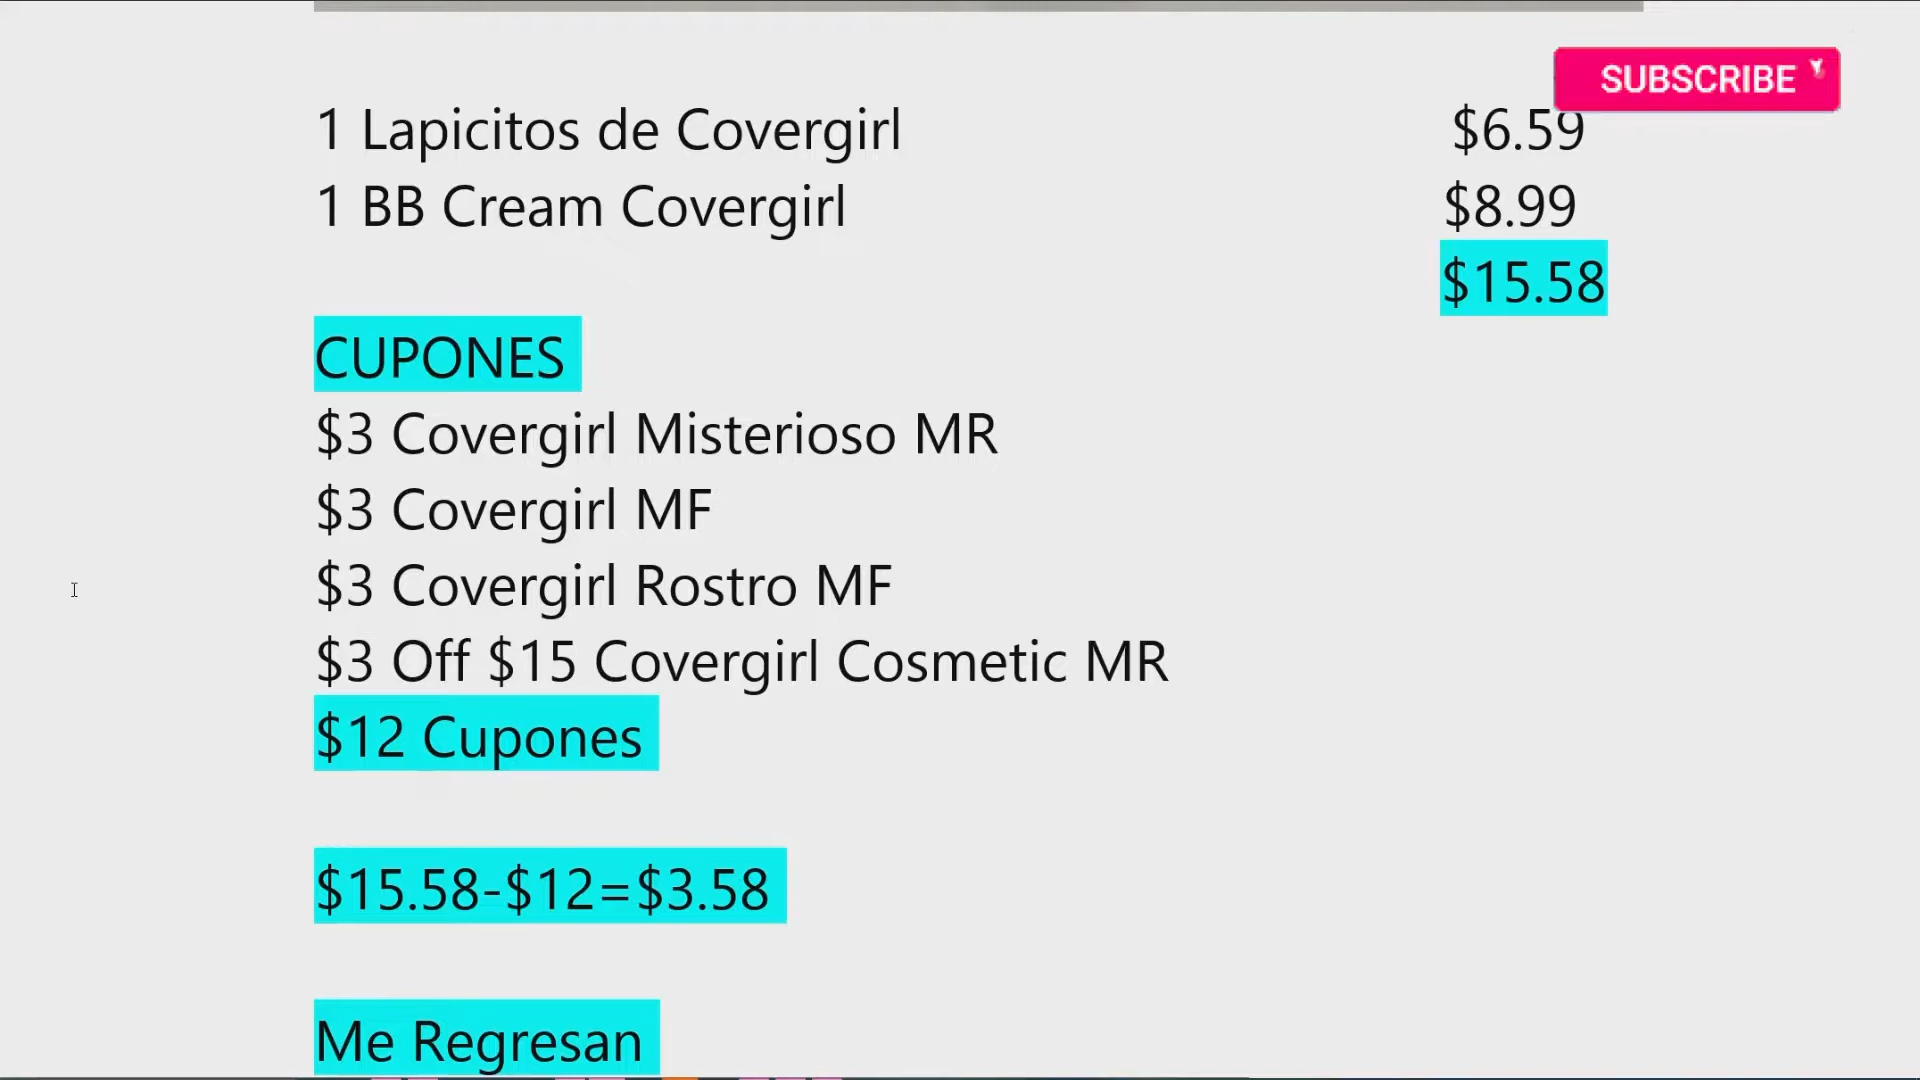 SUBSCRIBE
1 Lapicitos de Covergirl $6.59
1 BB Cream Covergirl $8.99
$15.58
CUPONES
$3 Covergirl Misterioso MR
$3 Covergirl MF
$3 Covergirl Rostro MF
$3 Off $15 Covergirl Cosmetic MR
$12 Cupones
$15.58-$12=$3.58
Me Regresan